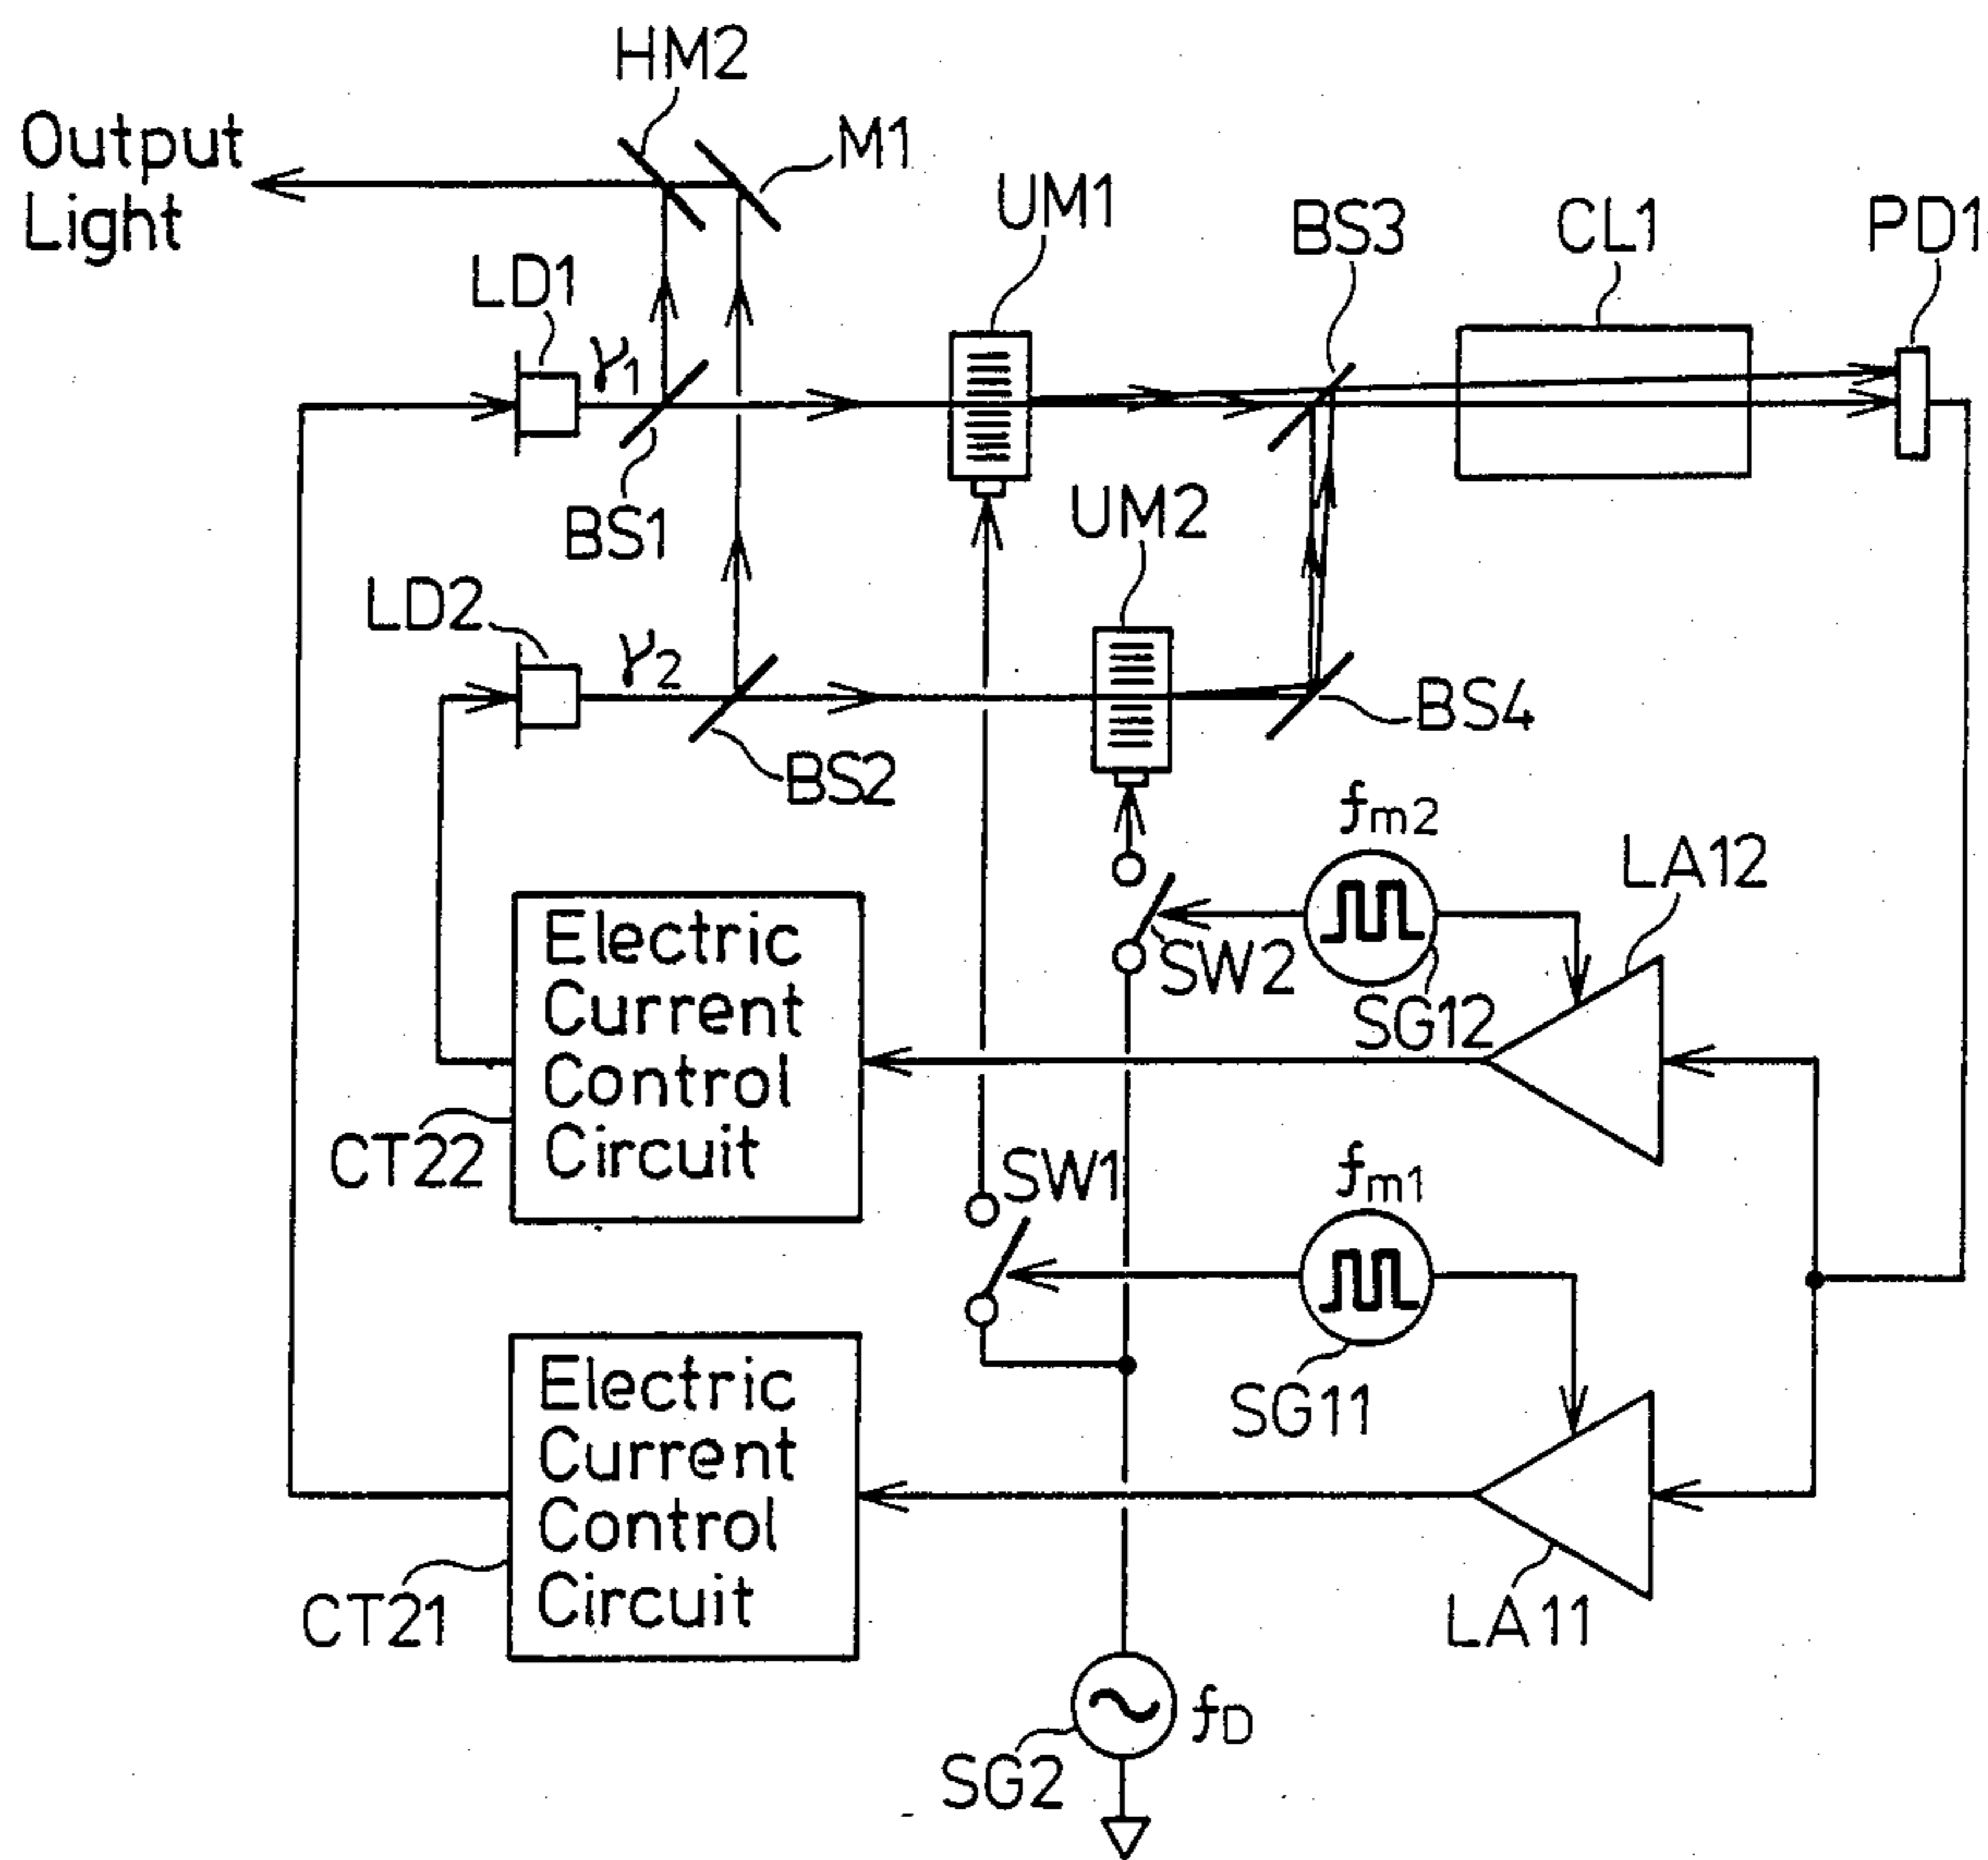 HM2
Output
Light
M1
UM1
BS3
CL1
PD1
LD1
γ1
BS1
UM2
LD2
γ2
BS4
BS2
fm2
LA12
Electric
Current
Control
Circuit
SW2
SG12
CT22
SW1
fm1
Electric
Current
Control
Circuit
SG11
CT21
LA11
fD
SG2